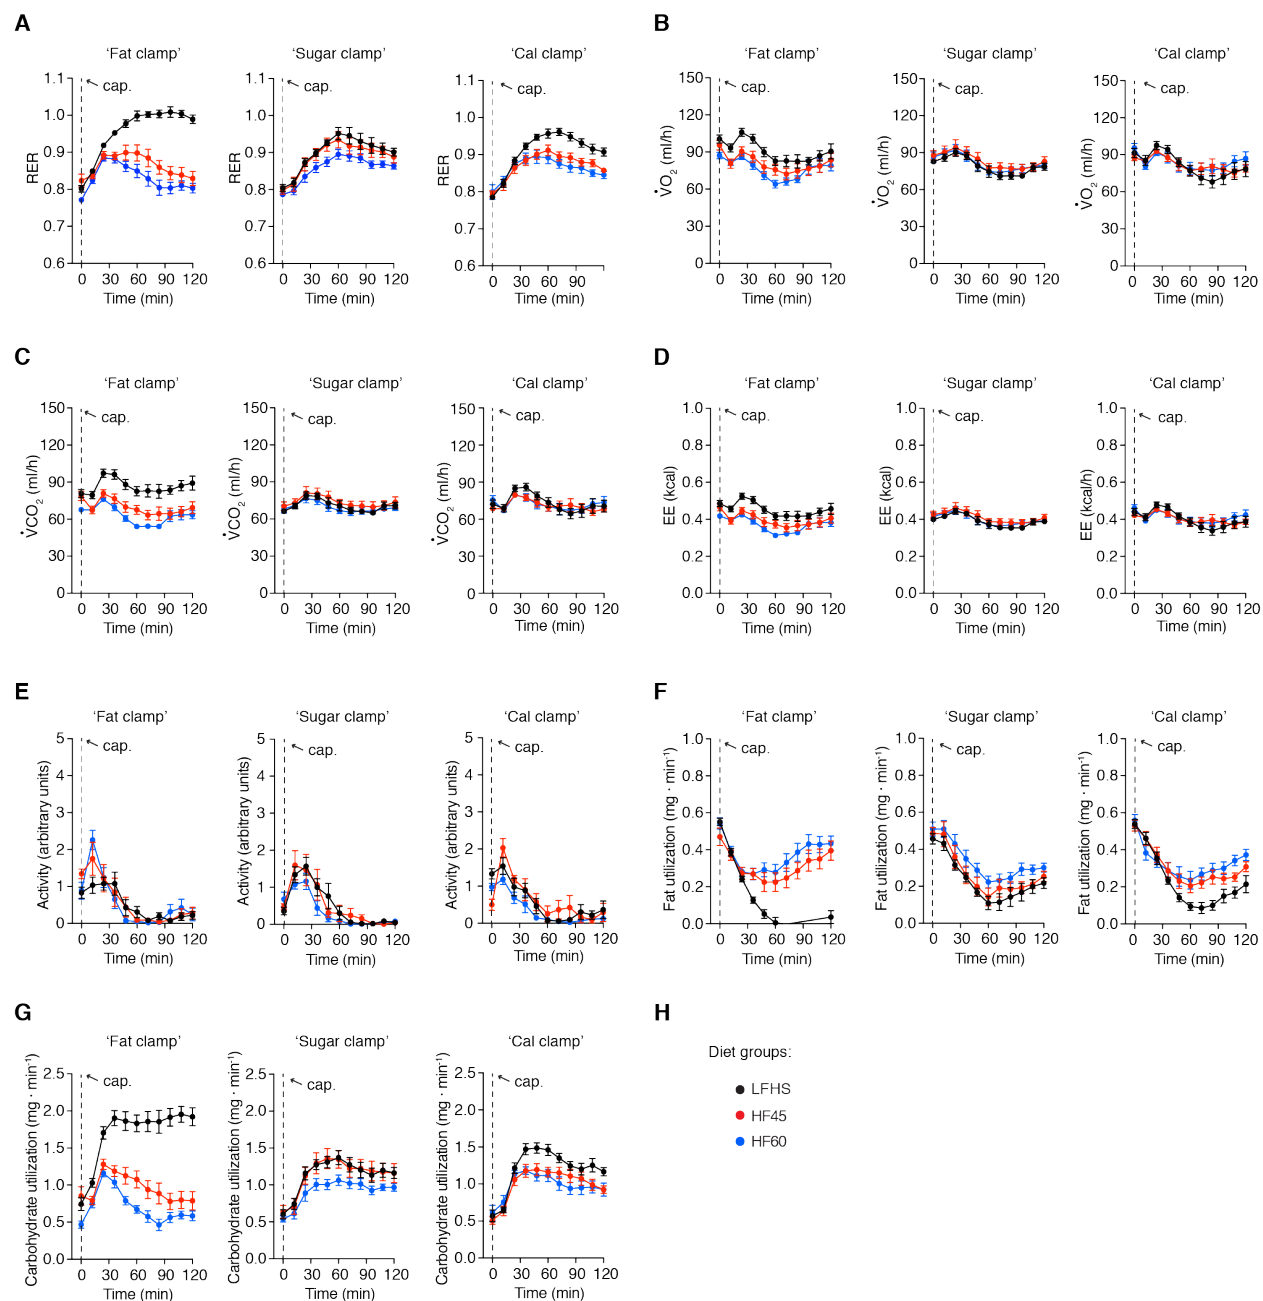 A
B
'Fat clamp' 'Sugar clamp' 'Cal clamp' 'Fat clamp' 'Sugar clamp' 'Cal clamp'
RER
1.1
1.0
0.9
0.8
0.7
0.6
cap.
0 30 60 90 120
Time (min)
RER
1.1
1.0
0.9
0.8
0.7
0.6
cap.
0 30 60 90 120
Time (min)
RER
1.1
1.0
0.9
0.8
0.7
0.6
cap.
0 30 60 90
Time (min)
V̇O2 (ml/h)
150
120
90
60
30
0
cap.
0 30 60 90 120
Time (min)
V̇O2 (ml/h)
150
120
90
60
30
0
cap.
0 30 60 90 120
Time (min)
V̇O2 (ml/h)
150
120
90
60
30
0
cap.
0 30 60 90 120
Time (min)
C
D
'Fat clamp' 'Sugar clamp' 'Cal clamp' 'Fat clamp' 'Sugar clamp' 'Cal clamp'
V̇CO2 (ml/h)
150
120
90
60
30
0
cap.
0 30 60 90 120
Time (min)
V̇CO2 (ml/h)
150
120
90
60
30
0
cap.
0 30 60 90 120
Time (min)
V̇CO2 (ml/h)
150
120
90
60
30
0
cap.
0 30 60 90 120
Time (min)
EE (kcal)
1.0
0.8
0.6
0.4
0.2
0.0
cap.
0 30 60 90 120
Time (min)
EE (kcal)
1.0
0.8
0.6
0.4
0.2
0.0
cap.
0 30 60 90 120
Time (min)
EE (kcal/h)
1.0
0.8
0.6
0.4
0.2
0.0
cap.
0 30 60 90 120
Time (min)
E
F
'Fat clamp' 'Sugar clamp' 'Cal clamp' 'Fat clamp' 'Sugar clamp' 'Cal clamp'
Activity (arbitrary units)
5
4
3
2
1
0
cap.
0 30 60 90 120
Time (min)
Activity (arbitrary units)
5
4
3
2
1
0
cap.
0 30 60 90 120
Time (min)
Activity (arbitrary units)
5
4
3
2
1
0
cap.
0 30 60 90 120
Time (min)
Fat utilization (mg · min⁻¹)
1.0
0.8
0.6
0.4
0.2
0.0
cap.
0 30 60 90 120
Time (min)
Fat utilization (mg · min⁻¹)
1.0
0.8
0.6
0.4
0.2
0.0
cap.
0 30 60 90 120
Time (min)
Fat utilization (mg · min⁻¹)
1.0
0.8
0.6
0.4
0.2
0.0
cap.
0 30 60 90 120
Time (min)
G
H
'Fat clamp' 'Sugar clamp' 'Cal clamp'
Carbohydrate utilization (mg · min⁻¹)
2.5
2.0
1.5
1.0
0.5
0.0
cap.
0 30 60 90 120
Time (min)
Carbohydrate utilization (mg · min⁻¹)
2.5
2.0
1.5
1.0
0.5
0.0
cap.
0 30 60 90 120
Time (min)
Carbohydrate utilization (mg · min⁻¹)
2.5
2.0
1.5
1.0
0.5
0.0
cap.
0 30 60 90 120
Time (min)
Diet groups:
LFHS
HF45
HF60